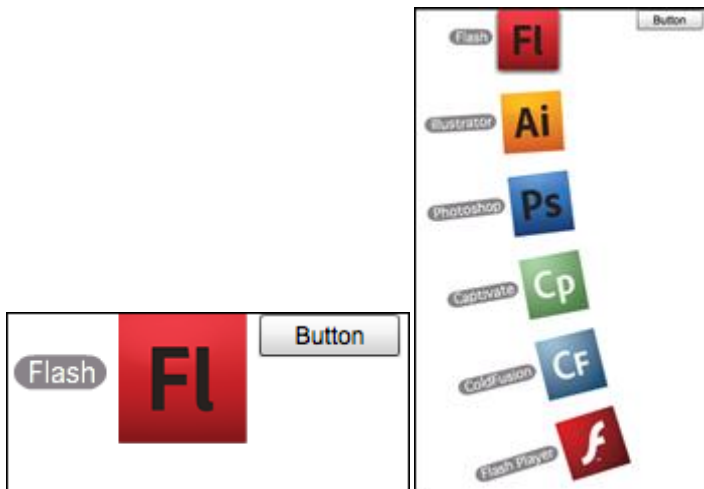 Flash
Fl
Button
Flash
Fl
Button
Illustrator
Ai
Photoshop
Ps
Captivate
Cp
ColdFusion
CF
Flash Player